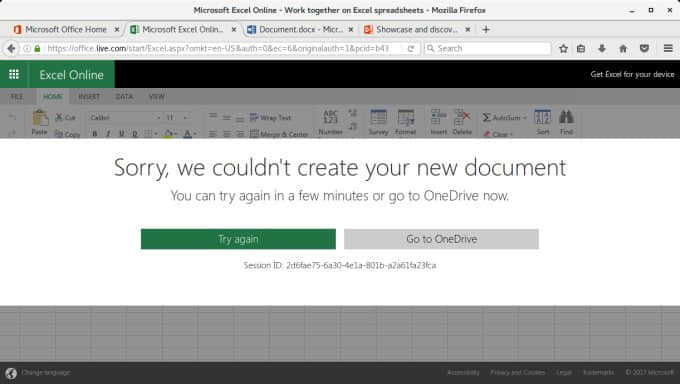 Microsoft Excel Online - Work together on Excel spreadsheets - Mozilla Firefox
Microsoft Office Home
Microsoft Excel Onlin...
Document.docx - Micr...
Showcase and discov...
https://office.live.com/start/Excel.aspx?omkt=en-US&auth=0&ec=6&originalauth=1&pcid=b43
Search
Excel Online
Get Excel for your device
FILE HOME INSERT DATA VIEW
Paste
Cut
Copy
Calibri 11
B I U D
Wrap Text
Merge & Center
ABC
123
Number
Survey
Format
Insert
Delete
AutoSum
Clear
Sort
Find
Sorry, we couldn't create your new document
You can try again in a few minutes or go to OneDrive now.
Try again
Go to OneDrive
Session ID: 2d6fae75-6a30-4e1a-801b-a2a61fa23fca
Change language
Accessibility Privacy and Cookies Legal Trademarks © 2017 Microsoft